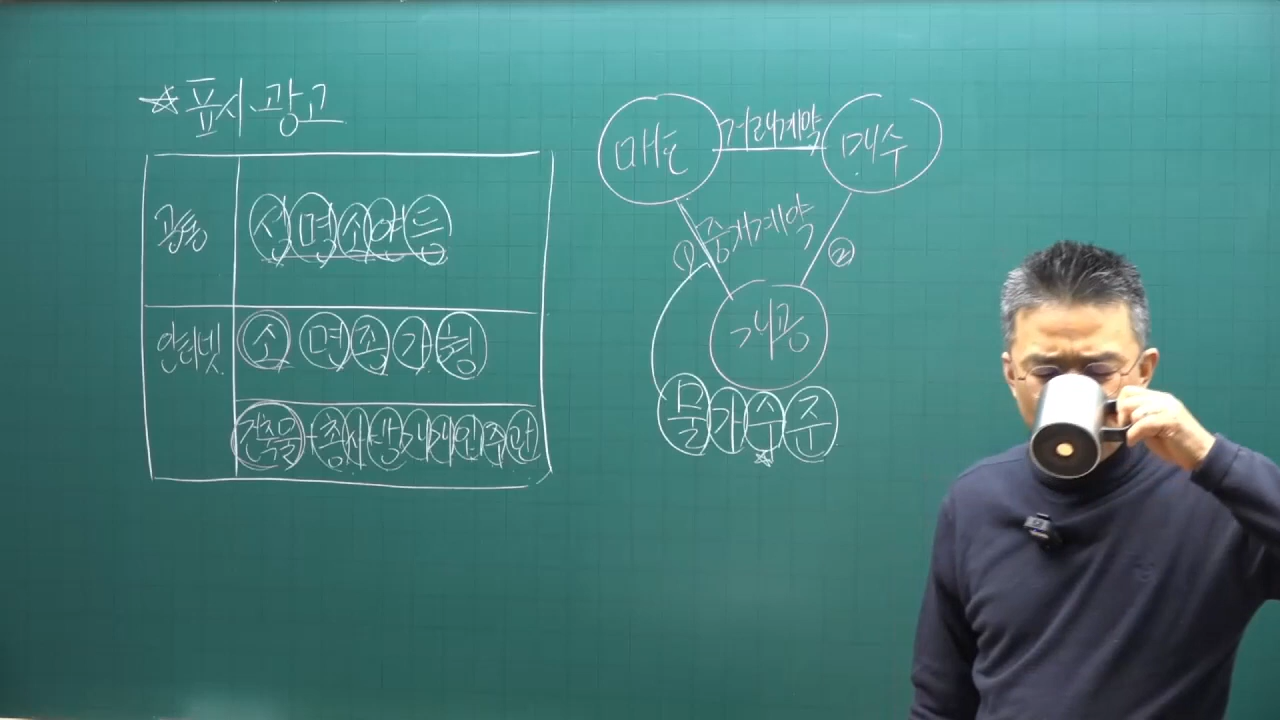 ☆표시·광고
공통
성명소야등
인터넷
소 면종가형
건축물 총사방
입주관
매도 거래계약 매수
① 중개계약 ②
개공
물가수준